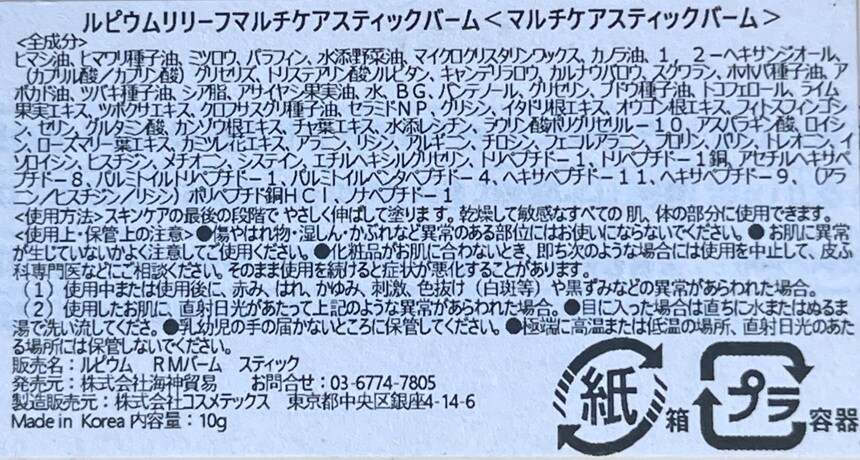 ルピウムリリーフマルチケアスティックバーム<マルチケアスティックバーム>
<全成分>
ヒマシ油、ヒマワリ種子油、ミツロウ、パラフィン、水添野菜油、マイクロクリスタリンワックス、カノラ油、１，２－ヘキサンジオール、
(カプリル酸／カプリン酸) グリセリズ、トリステアリン酸ソルビタン、キャンデリラロウ、カルナウバロウ、スクワラン、ホホバ種子油、ア
ボカド油、ツバキ種子油、シア脂、アサイヤシ果実油、水、ＢＧ、パンテノール、グリセリン、ブドウ種子油、トコフェロール、ライム
果実エキス、ツボクサエキス、クロフサスグリ種子油、セラミドＮＰ、グリシン、イタドリ根エキス、オウゴン根エキス、フィトスフィンゴシ
ン、セリン、グルタミン酸、カンゾウ根エキス、チャ葉エキス、水添レシチン、ラウリン酸ポリグリセリル－１０、アスパラギン酸、ロイシ
ン、ローズマリー葉エキス、カミツレ花エキス、アラニン、リシン、アルギニン、チロシン、フェニルアラニン、プロリン、バリン、トレオニン、イ
ソロイシン、ヒスチジン、メチオニン、システイン、エチルヘキシルグリセリン、トリペプチド－１、トリペプチド－１銅、アセチルヘキサペ
プチド－８、パルミトイルトリペプチド－１、パルミトイルペンタペプチド－４、ヘキサペプチド－１１、ヘキサペプチド－９、（アラ
ニン／ヒスチジン／リシン）ポリペプチド銅ＨＣｌ、ノナペプチド－１
<使用方法>スキンケアの最後の段階で やさしく伸ばして塗ります。乾燥して敏感なすべての 肌、体の部分に使用できます。
<使用上・保管上の注意>●傷やはれ物・湿しん・かぶれなど異常のある部位にはお使いにならないでください。● お肌に異常
が生じていないかよく注意してご使用ください。●化粧品がお肌に合わないとき、即ち次のような場合には使用を中止して、皮ふ
科専門医などにご相談ください。そのまま使用を続けると症状が悪化することがあります。
（１）使用中または使用後に、赤み、はれ、かゆみ、刺激、色抜け（白斑等）や黒ずみなどの異常があらわれた場合。
（２）使用したお肌に、直射日光があたって上記のような異常があらわれた場合。●目に入った場合は直ちに水またはぬるま
湯で洗い流してください。●乳幼児の手の届かないところに保管してください。●極端に高温または低温の場所、直射日光のあた
る場所には保管しないでください。
販売名：ルピウム ＲＭバーム スティック
発売元：株式会社海神貿易 お問合せ：03-6774-7805
製造販売元：株式会社コスメテックス 東京都中央区銀座4-14-6
Made in Korea 内容量：10g
紙 箱 プラ 容器